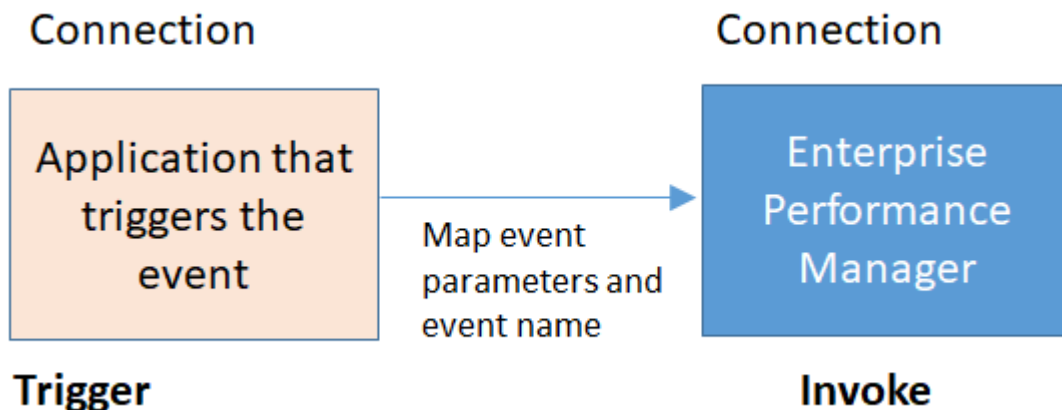 Connection
Connection
Application that
triggers the
event
Map event
parameters and
event name
Enterprise
Performance
Manager
Trigger
Invoke